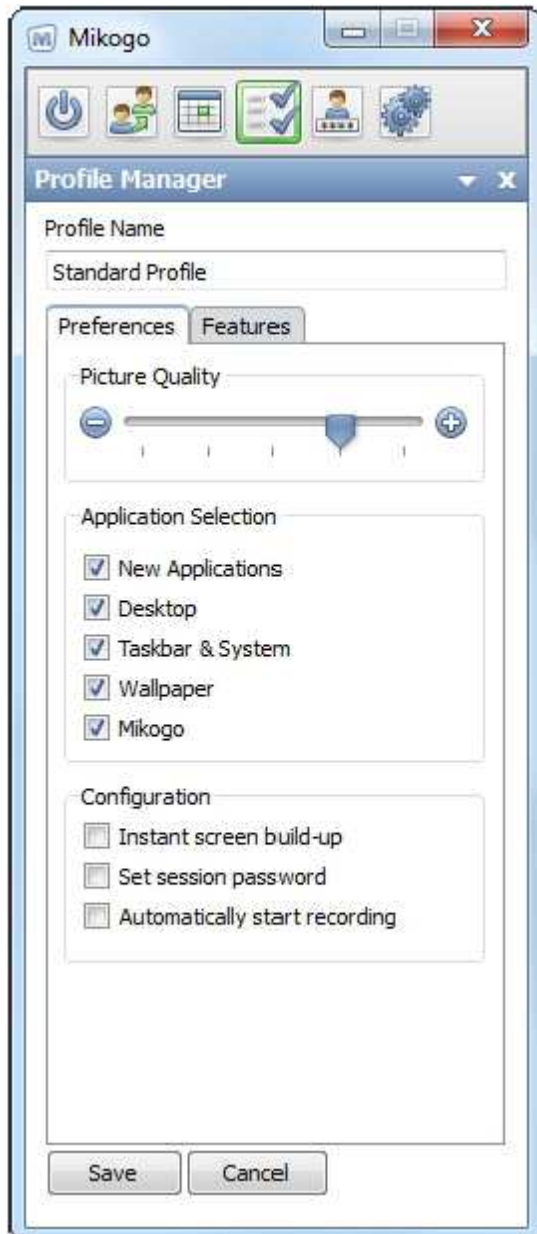 Mikogo
Profile Manager
Profile Name
Standard Profile
Preferences Features
Picture Quality
Application Selection
New Applications
Desktop
Taskbar & System
Wallpaper
Mikogo
Configuration
Instant screen build-up
Set session password
Automatically start recording
Save Cancel